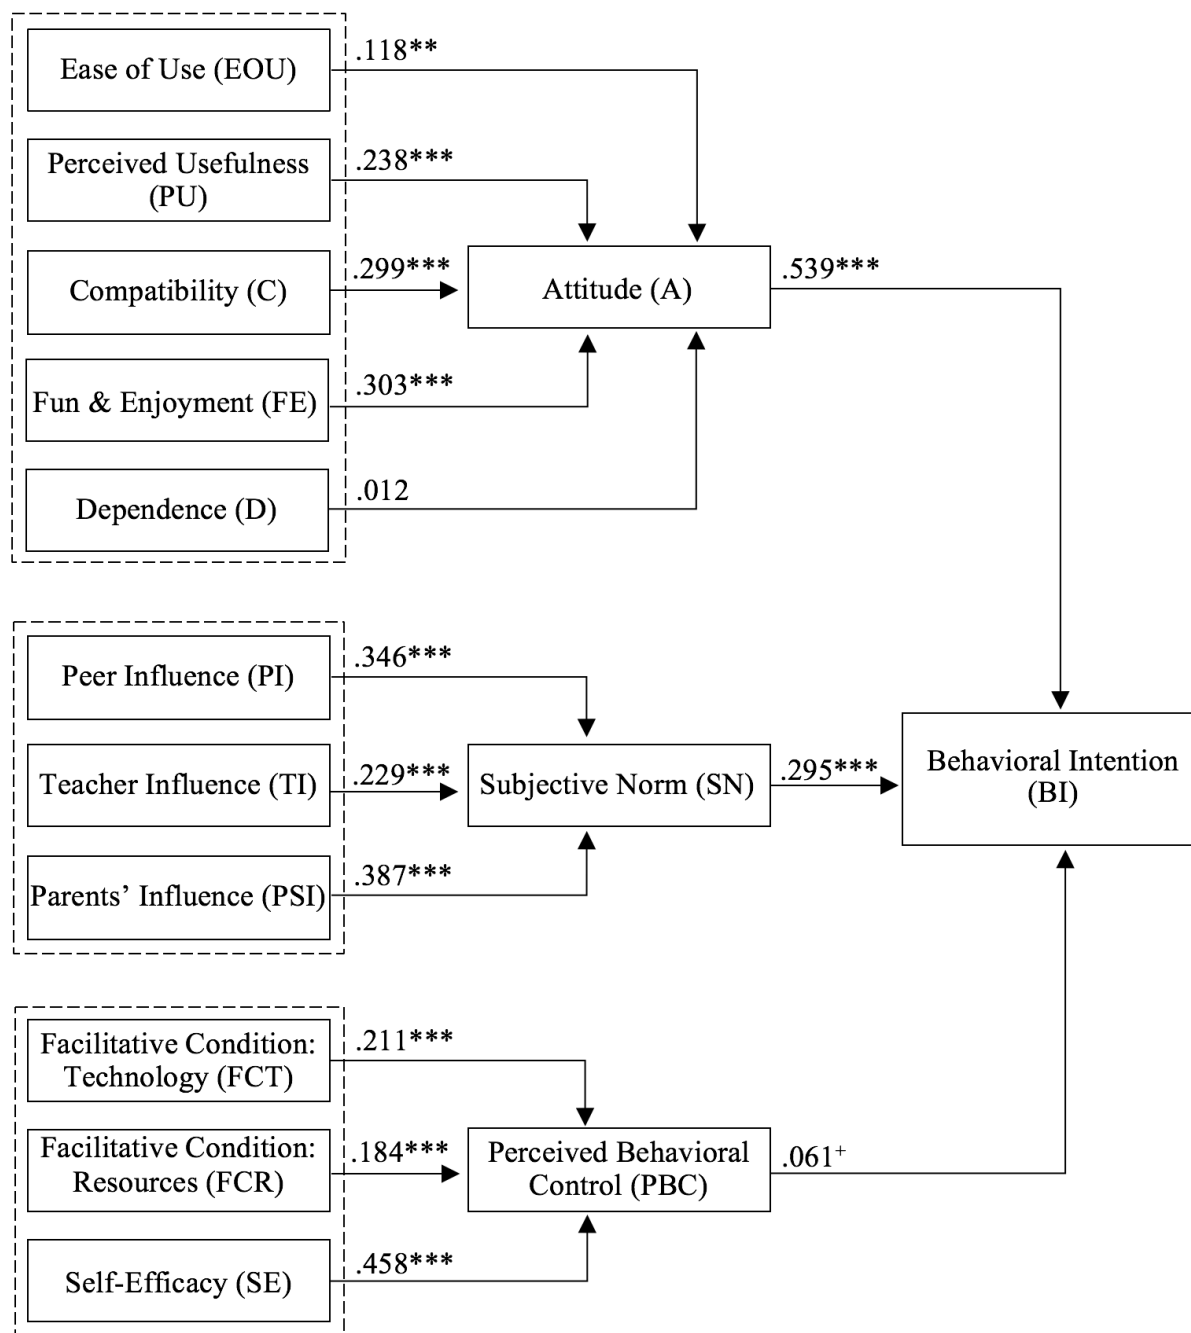 Ease of Use (EOU)
.118**
Perceived Usefulness
(PU)
.238***
Compatibility (C)
.299***
Attitude (A)
.539***
Fun & Enjoyment (FE)
.303***
Dependence (D)
.012
Peer Influence (PI)
.346***
Teacher Influence (TI)
.229***
Subjective Norm (SN)
.295***
Behavioral Intention
(BI)
Parents’ Influence (PSI)
.387***
Facilitative Condition:
Technology (FCT)
.211***
Facilitative Condition:
Resources (FCR)
.184***
Perceived Behavioral
Control (PBC)
.061⁺
Self-Efficacy (SE)
.458***